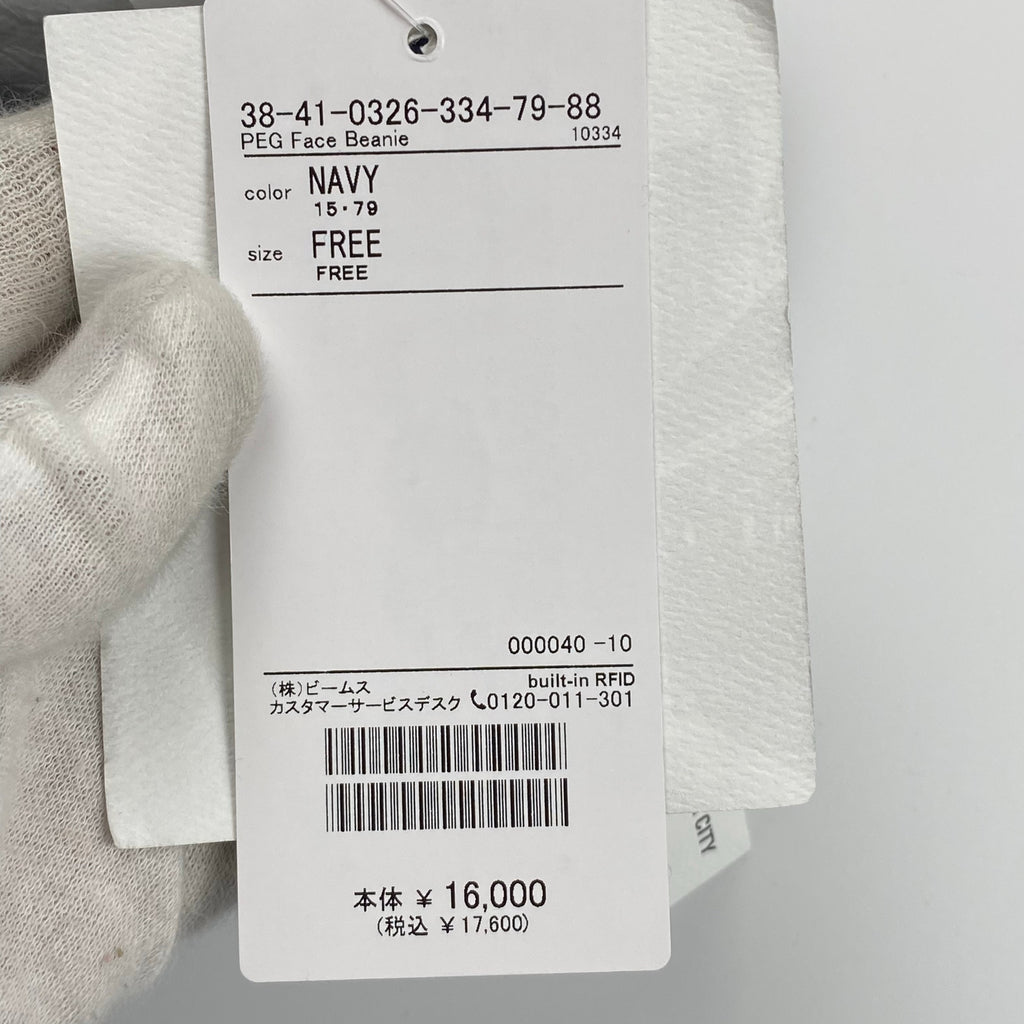 38-41-0326-334-79-88
PEG Face Beanie 10334
color NAVY
15・79
size FREE
FREE
000040 -10
built-in RFID
(株)ビームス
カスタマーサービスデスク 0120-011-301
本体 ¥ 16,000
(税込 ¥17,600)
CITY